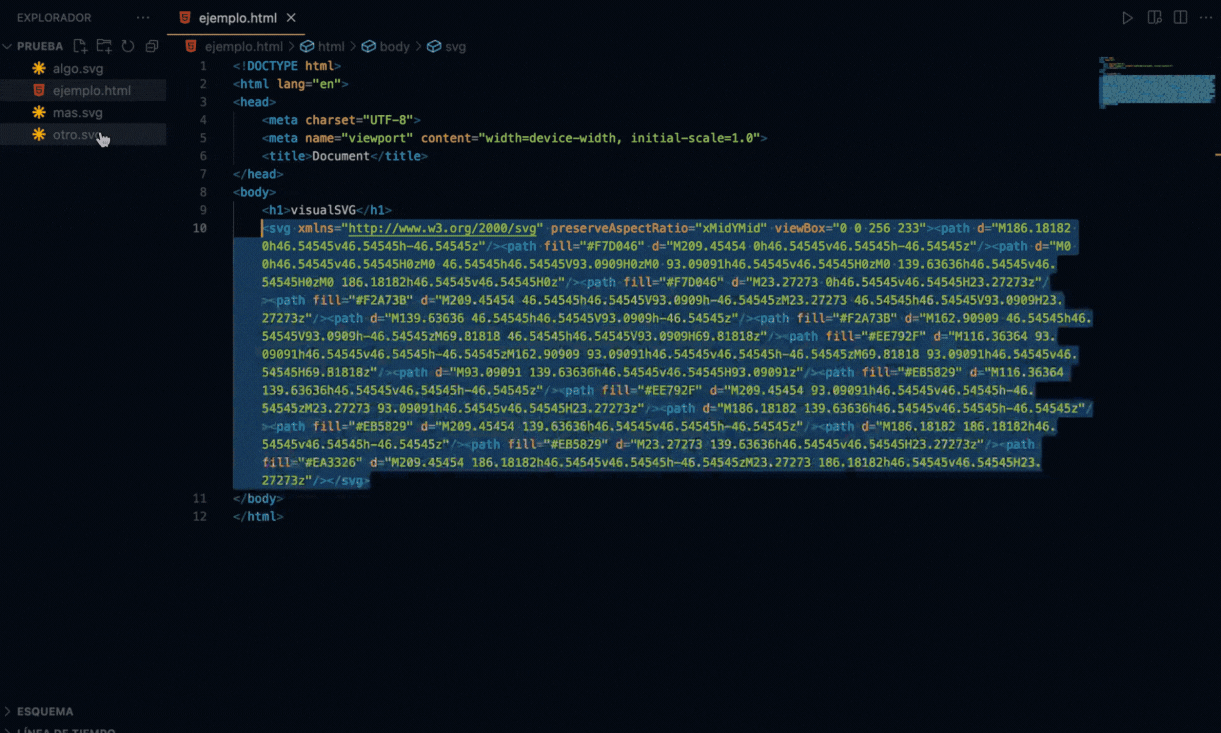 EXPLORADOR
ejemplo.html
PRUEBA
ejemplo.html > html > body > svg
algo.svg
ejemplo.html
mas.svg
otro.svg
1 <!DOCTYPE html>
2 <html lang="en">
3 <head>
4 <meta charset="UTF-8">
5 <meta name="viewport" content="width=device-width, initial-scale=1.0">
6 <title>Document</title>
7 </head>
8 <body>
9 <h1>visualSVG</h1>
10 <svg xmlns="http://www.w3.org/2000/svg" preserveAspectRatio="xMidYMid" viewBox="0 0 256 233"><path d="M186.18182
0h46.54545v46.54545h-46.54545z"/><path fill="#F7D046" d="M209.45454 0h46.54545v46.54545h-46.54545z"/><path d="M0
0h46.54545v46.54545H0zM0 46.54545h46.54545V93.0909H0zM0 93.09091h46.54545v46.54545H0zM0 139.63636h46.54545v46.
54545H0zM0 186.18182h46.54545v46.54545H0z"/><path fill="#F7D046" d="M23.27273 0h46.54545v46.54545H23.27273z"/
><path fill="#F2A73B" d="M209.45454 46.54545h46.54545V93.0909h-46.54545zM23.27273 46.54545h46.54545V93.0909H23.
27273z"/><path d="M139.63636 46.54545h46.54545V93.0909h-46.54545z"/><path fill="#F2A73B" d="M162.90909 46.54545h46.
54545V93.0909h-46.54545zM69.81818 46.54545h46.54545V93.0909H69.81818z"/><path fill="#EE792F" d="M116.36364 93.
09091h46.54545v46.54545h-46.54545zM162.90909 93.09091h46.54545v46.54545h-46.54545zM69.81818 93.09091h46.54545v46.
54545H69.81818z"/><path d="M93.09091 139.63636h46.54545v46.54545H93.09091z"/><path fill="#EB5829" d="M116.36364
139.63636h46.54545v46.54545h-46.54545z"/><path fill="#EE792F" d="M209.45454 93.09091h46.54545v46.54545h-46.
54545zM23.27273 93.09091h46.54545v46.54545H23.27273z"/><path d="M186.18182 139.63636h46.54545v46.54545h-46.54545z"/
><path fill="#EB5829" d="M209.45454 139.63636h46.54545v46.54545h-46.54545z"/><path d="M186.18182 186.18182h46.
54545v46.54545h-46.54545z"/><path fill="#EB5829" d="M23.27273 139.63636h46.54545v46.54545H23.27273z"/><path
fill="#EA3326" d="M209.45454 186.18182h46.54545v46.54545h-46.54545zM23.27273 186.18182h46.54545v46.54545H23.
27273z"/></svg>
11 </body>
12 </html>
ESQUEMA
LÍNEA DE TIEMPO